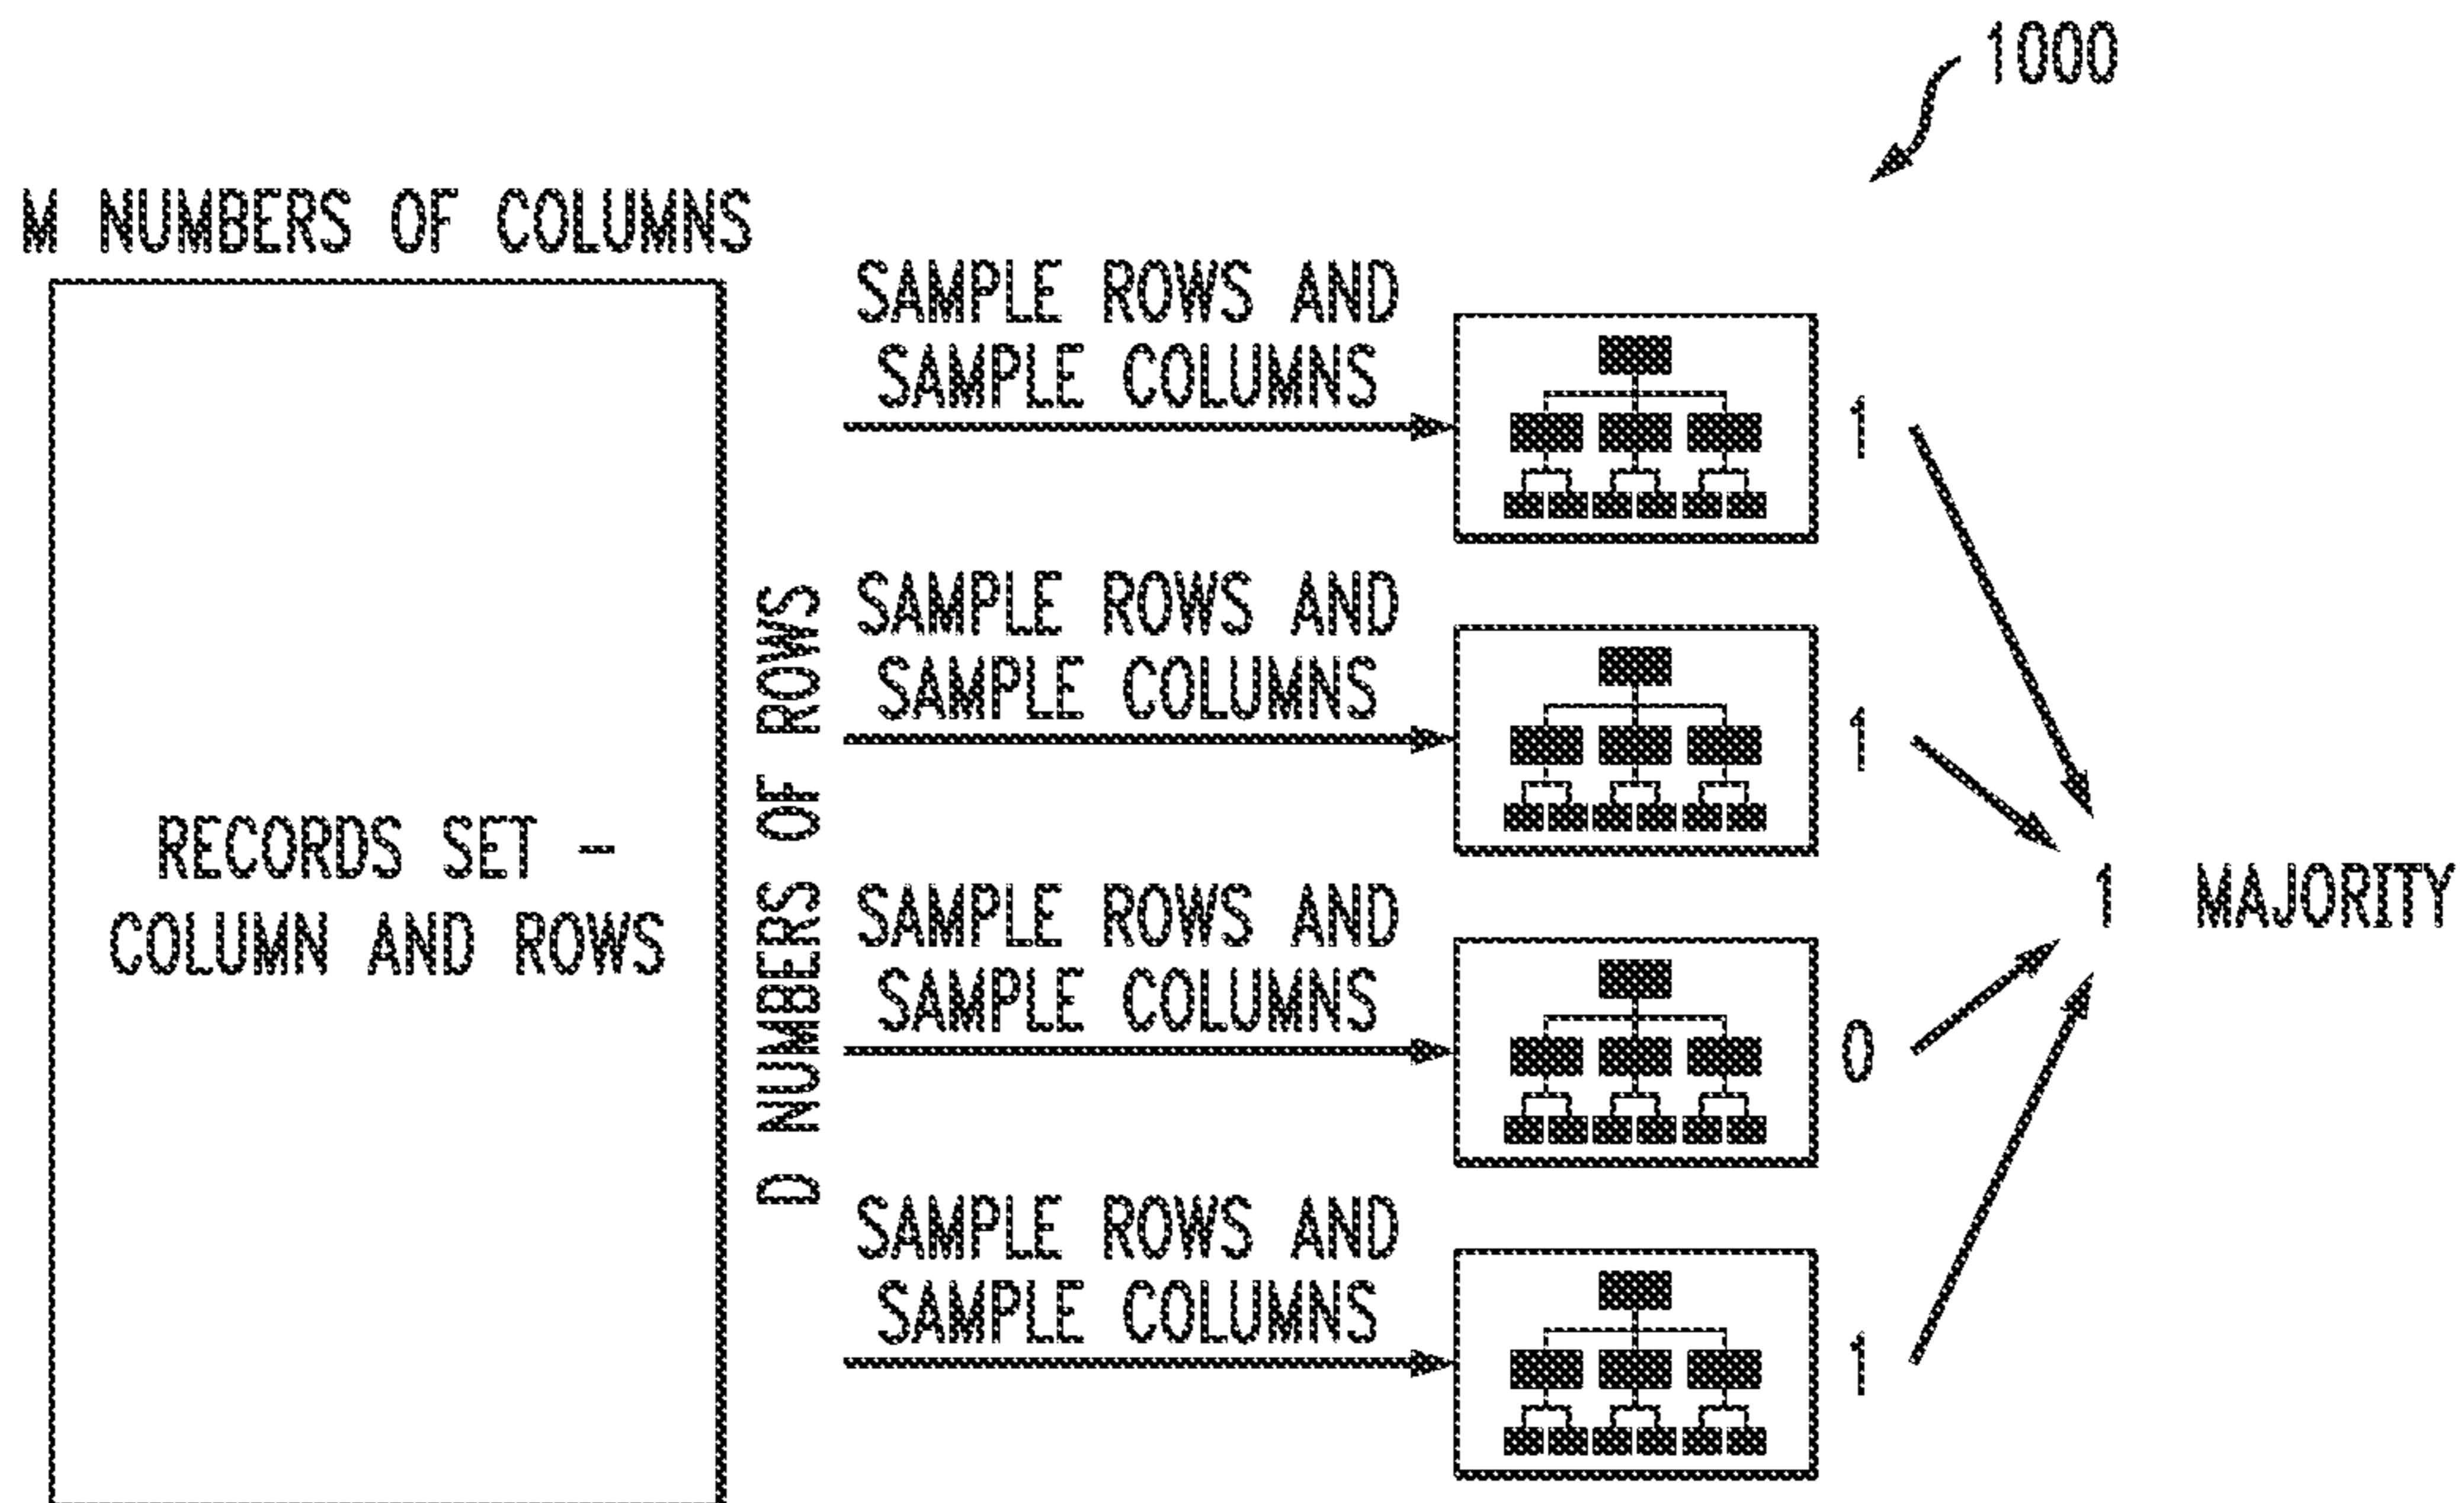 1000
M NUMBERS OF COLUMNS
RECORDS SET -
COLUMN AND ROWS
D NUMBERS OF ROWS
SAMPLE ROWS AND
SAMPLE COLUMNS
1
SAMPLE ROWS AND
SAMPLE COLUMNS
1
SAMPLE ROWS AND
SAMPLE COLUMNS
0
SAMPLE ROWS AND
SAMPLE COLUMNS
1
1 MAJORITY